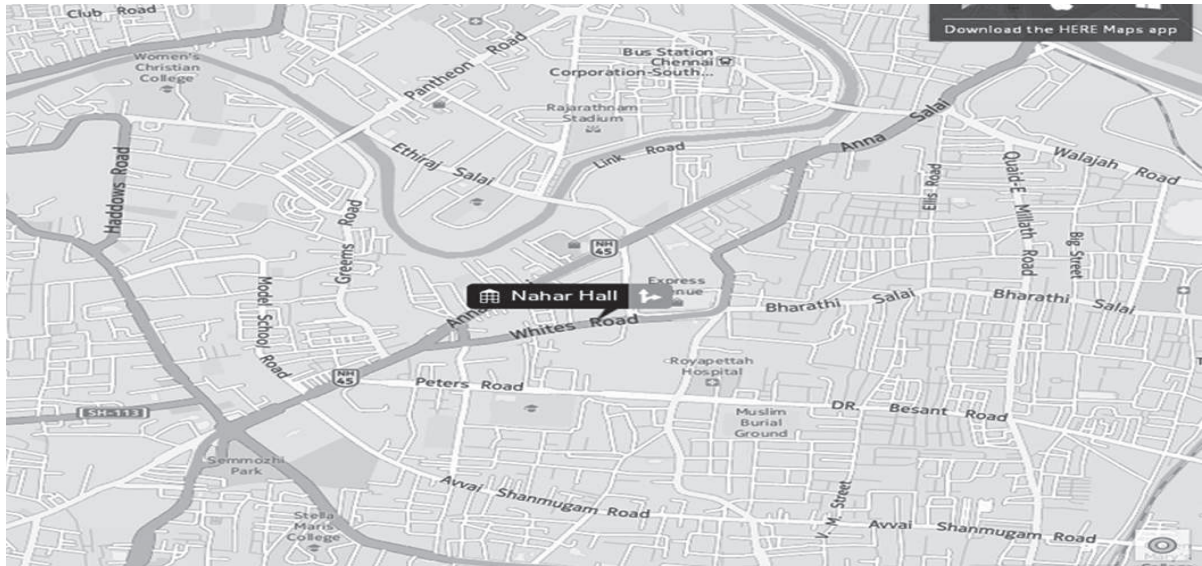 Club Road
Download the HERE Maps app
Women's
Christian
College
Pantheon Road
Bus Station
Chennai
Corporation-South...
Rajarathnam
Stadium
Anna Salai
Ethiraj Salai
Link Road
Walajah Road
Haddows Road
Ellis Road
Quaid-E Millath Road
Big Street
Greems Road
Model School Road
NH
45
Express
Nahar Hall
Bharathi Salai
Bharathi Salai
Whites Road
Royapettah
Hospital
NH
45
Peters Road
SH-113
DR. Besant Road
Muslim
Burial
Ground
Semmozhi
Park
Avvai Shanmugam Road
V. M. Street
Stella
Maris
College
Avvai Shanmugam Road